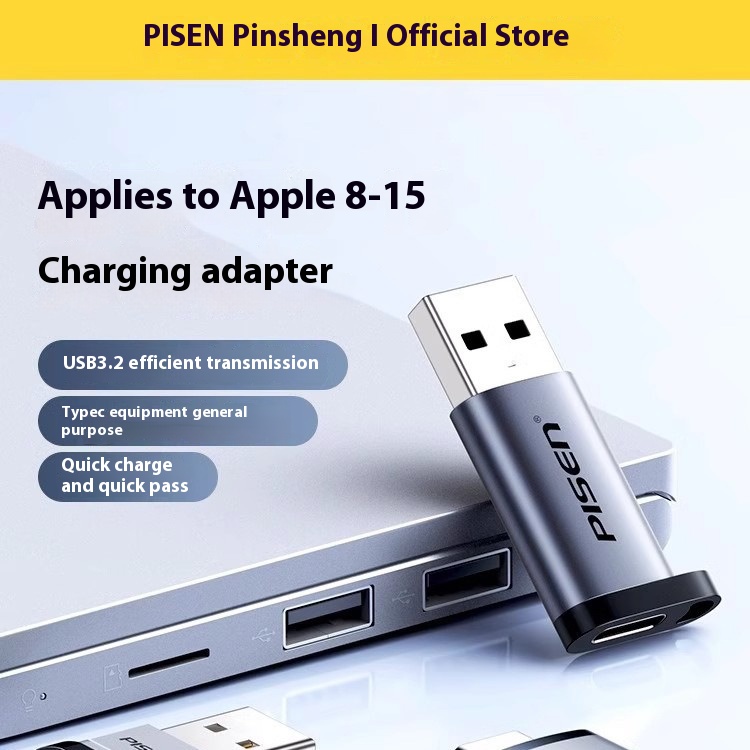 PISEN Pinsheng I Official Store
Applies to Apple 8-15
Charging adapter
USB3.2 efficient transmission
Typec equipment general
purpose
Quick charge
and quick pass
PISEN®
PISEN